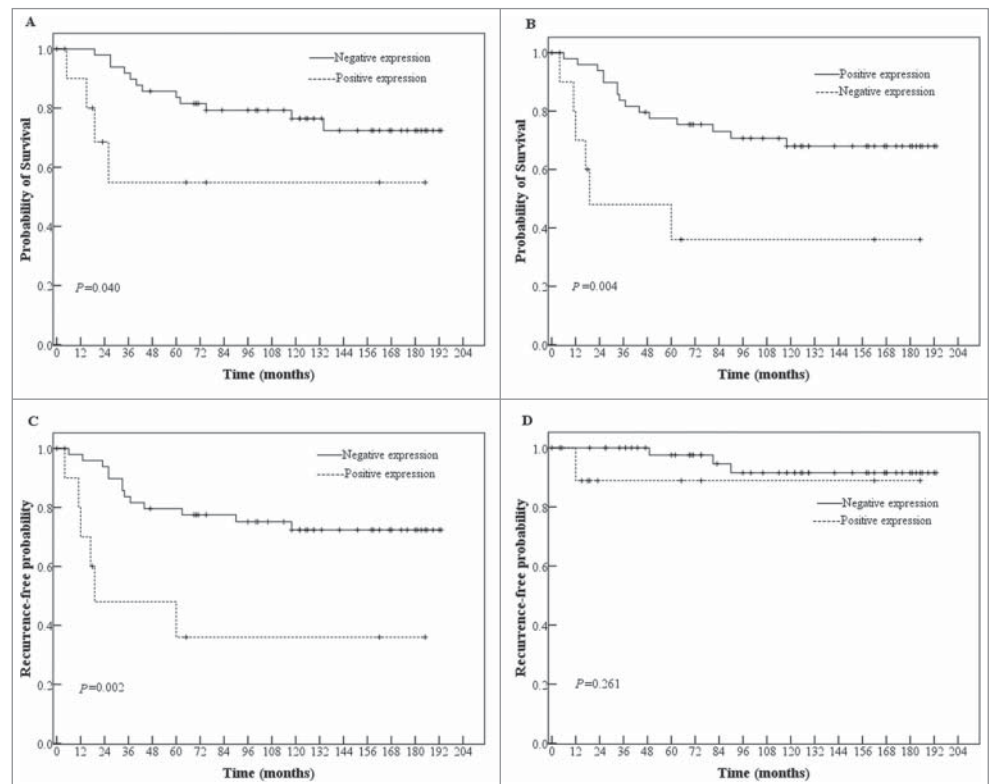 A
1.0
0.8
0.6
0.4
0.2
0.0
Probability of Survival
Negative expression
Positive expression
P=0.040
0 12 24 36 48 60 72 84 96 108 120 132 144 156 168 180 192 204
Time (months)
B
1.0
0.8
0.6
0.4
0.2
0.0
Probability of Survival
Positive expression
Negative expression
P=0.004
0 12 24 36 48 60 72 84 96 108 120 132 144 156 168 180 192 204
Time (months)
C
1.0
0.8
0.6
0.4
0.2
0.0
Recurrence-free probability
Negative expression
Positive expression
P=0.002
0 12 24 36 48 60 72 84 96 108 120 132 144 156 168 180 192 204
Time (months)
D
1.0
0.8
0.6
0.4
0.2
0.0
Recurrence-free probability
Negative expression
Positive expression
P=0.261
0 12 24 36 48 60 72 84 96 108 120 132 144 156 168 180 192 204
Time (months)